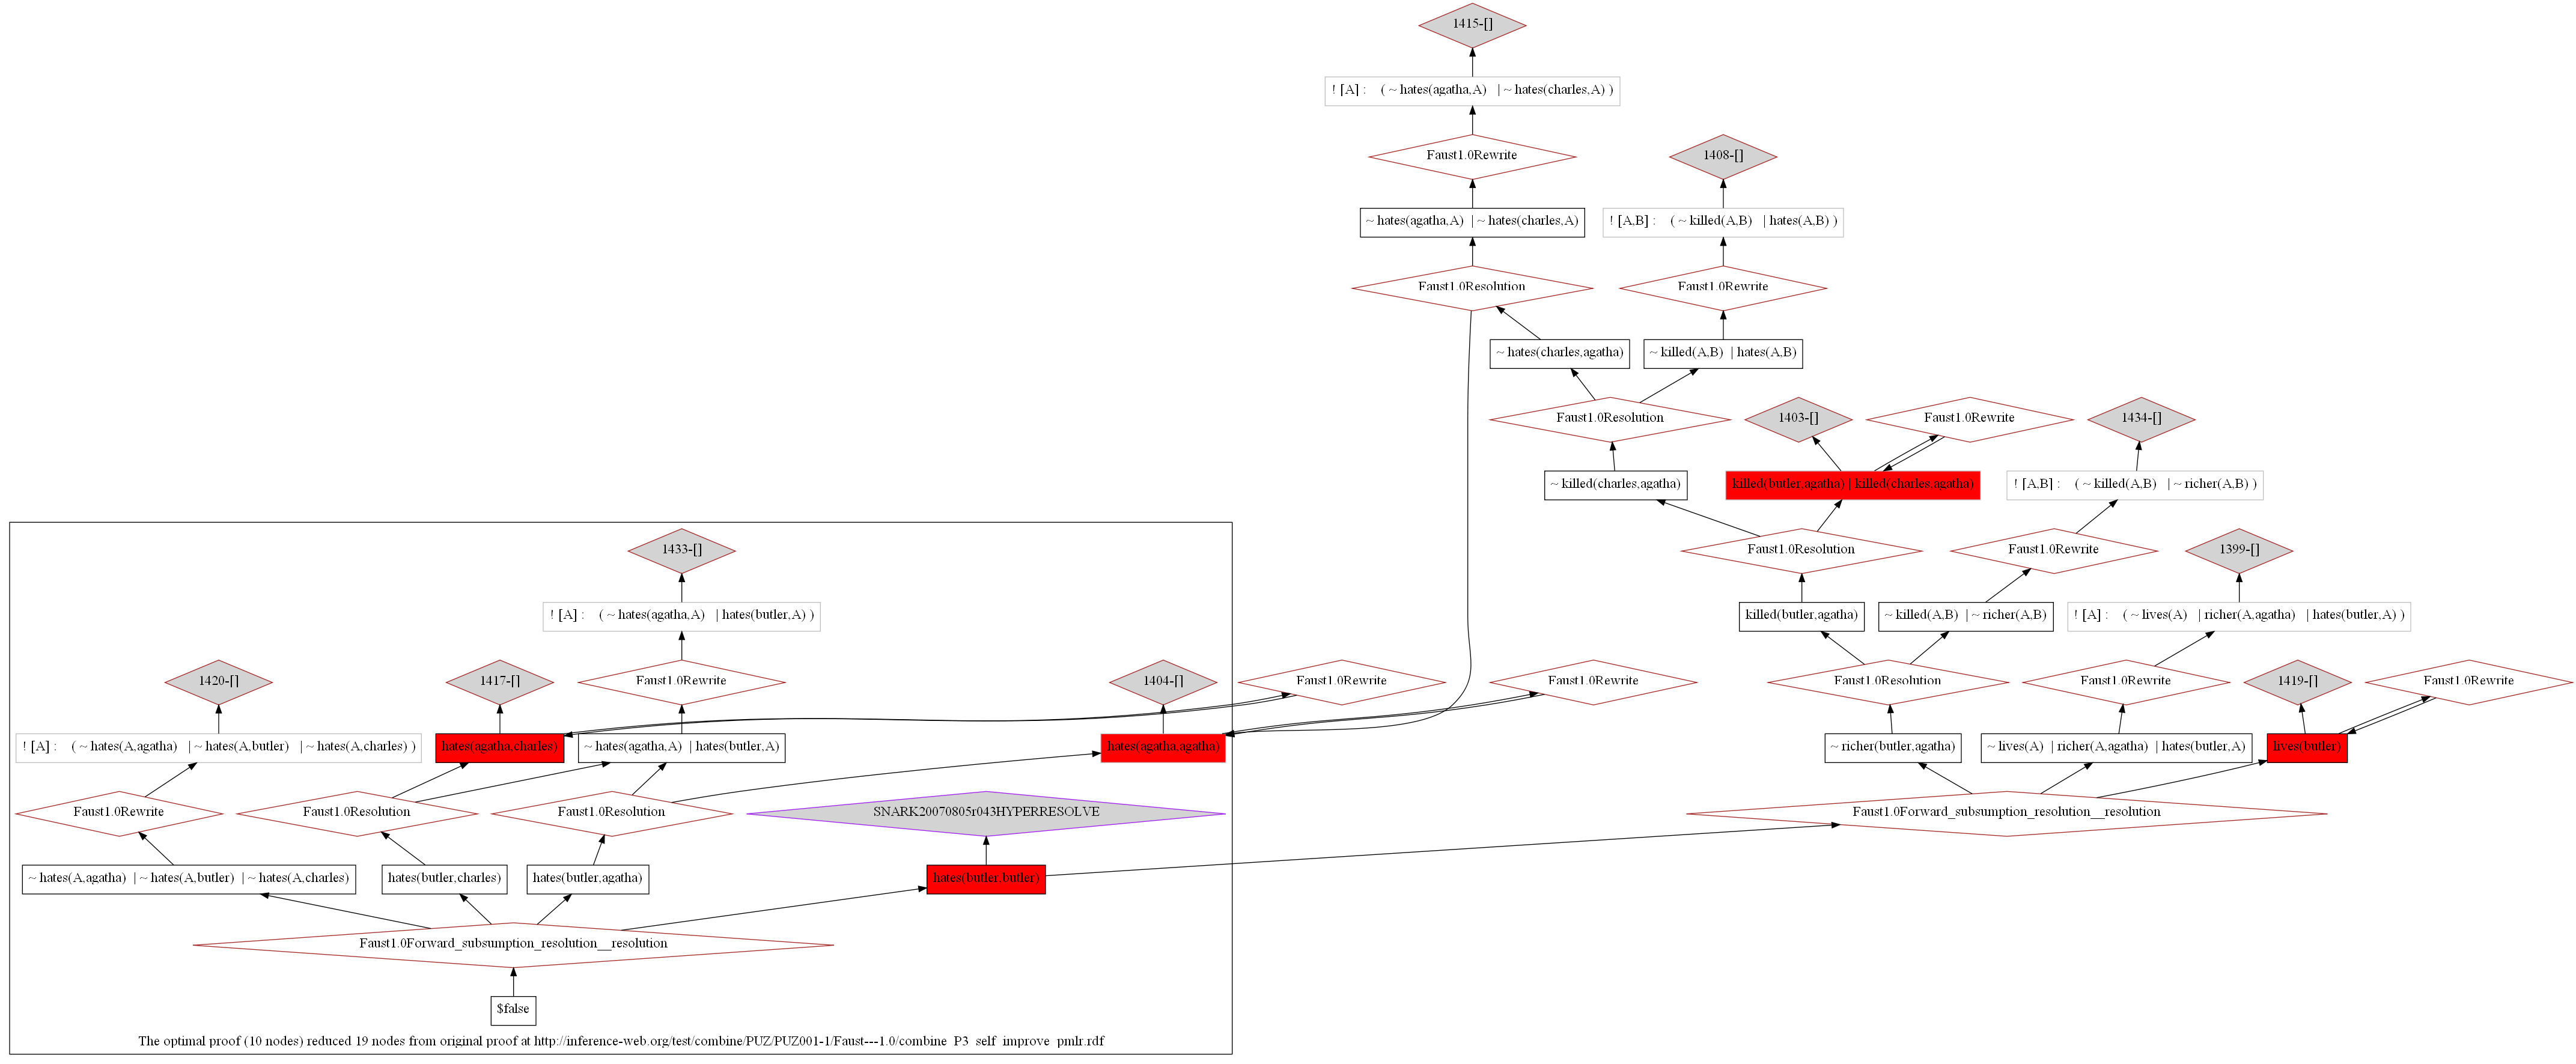 1415-[]
! [A] : ( ~ hates(agatha,A) | ~ hates(charles,A) )
Faust1.0Rewrite
1408-[]
~ hates(agatha,A) | ~ hates(charles,A)
! [A,B] : ( ~ killed(A,B) | hates(A,B) )
Faust1.0Resolution
Faust1.0Rewrite
~ hates(charles,agatha)
~ killed(A,B) | hates(A,B)
Faust1.0Resolution
1403-[]
Faust1.0Rewrite
1434-[]
~ killed(charles,agatha)
killed(butler,agatha) | killed(charles,agatha)
! [A,B] : ( ~ killed(A,B) | ~ richer(A,B) )
1433-[]
Faust1.0Resolution
Faust1.0Rewrite
1399-[]
! [A] : ( ~ hates(agatha,A) | hates(butler,A) )
killed(butler,agatha)
~ killed(A,B) | ~ richer(A,B)
! [A] : ( ~ lives(A) | richer(A,agatha) | hates(butler,A) )
1420-[]
1417-[]
Faust1.0Rewrite
1404-[]
Faust1.0Rewrite
Faust1.0Rewrite
Faust1.0Resolution
Faust1.0Rewrite
1419-[]
Faust1.0Rewrite
! [A] : ( ~ hates(A,agatha) | ~ hates(A,butler) | ~ hates(A,charles) )
hates(agatha,charles)
~ hates(agatha,A) | hates(butler,A)
hates(agatha,agatha)
~ richer(butler,agatha)
~ lives(A) | richer(A,agatha) | hates(butler,A)
lives(butler)
Faust1.0Rewrite
Faust1.0Resolution
Faust1.0Resolution
SNARK20070805r043HYPERRESOLVE
Faust1.0Forward_subsumption_resolution__resolution
~ hates(A,agatha) | ~ hates(A,butler) | ~ hates(A,charles)
hates(butler,charles)
hates(butler,agatha)
hates(butler,butler)
Faust1.0Forward_subsumption_resolution__resolution
$false
The optimal proof (10 nodes) reduced 19 nodes from original proof at http://inference-web.org/test/combine/PUZ/PUZ001-1/Faust---1.0/combine_P3_self_improve_pmlr.rdf